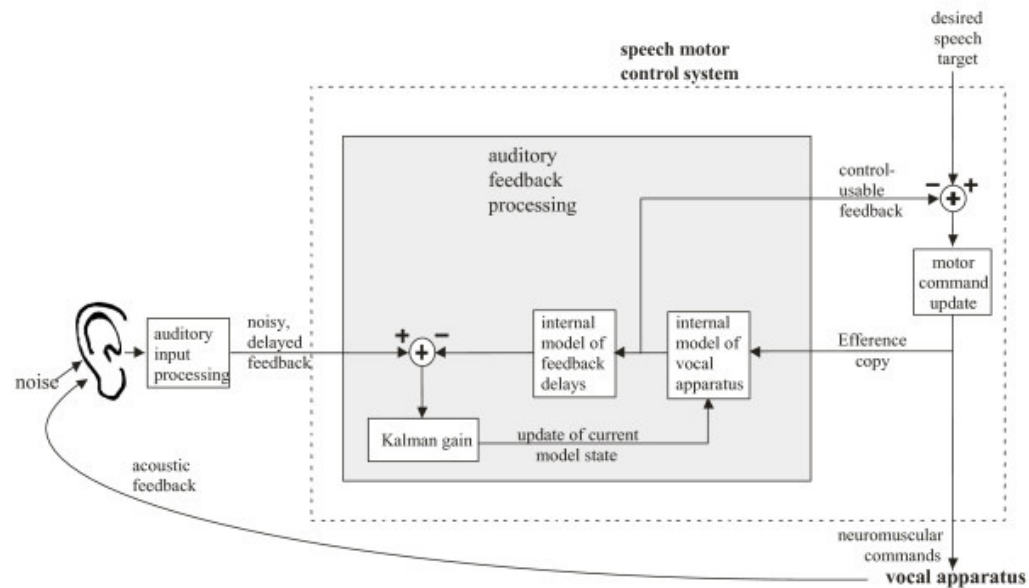 desired
speech
target
speech motor
control system
auditory
feedback
processing
control-
usable
feedback
− +
+
motor
command
update
auditory
input
processing
noisy,
delayed
feedback
+ −
+
internal
model of
feedback
delays
internal
model of
vocal
apparatus
Efference
copy
noise
Kalman gain
update of current
model state
acoustic
feedback
neuromuscular
commands
vocal apparatus